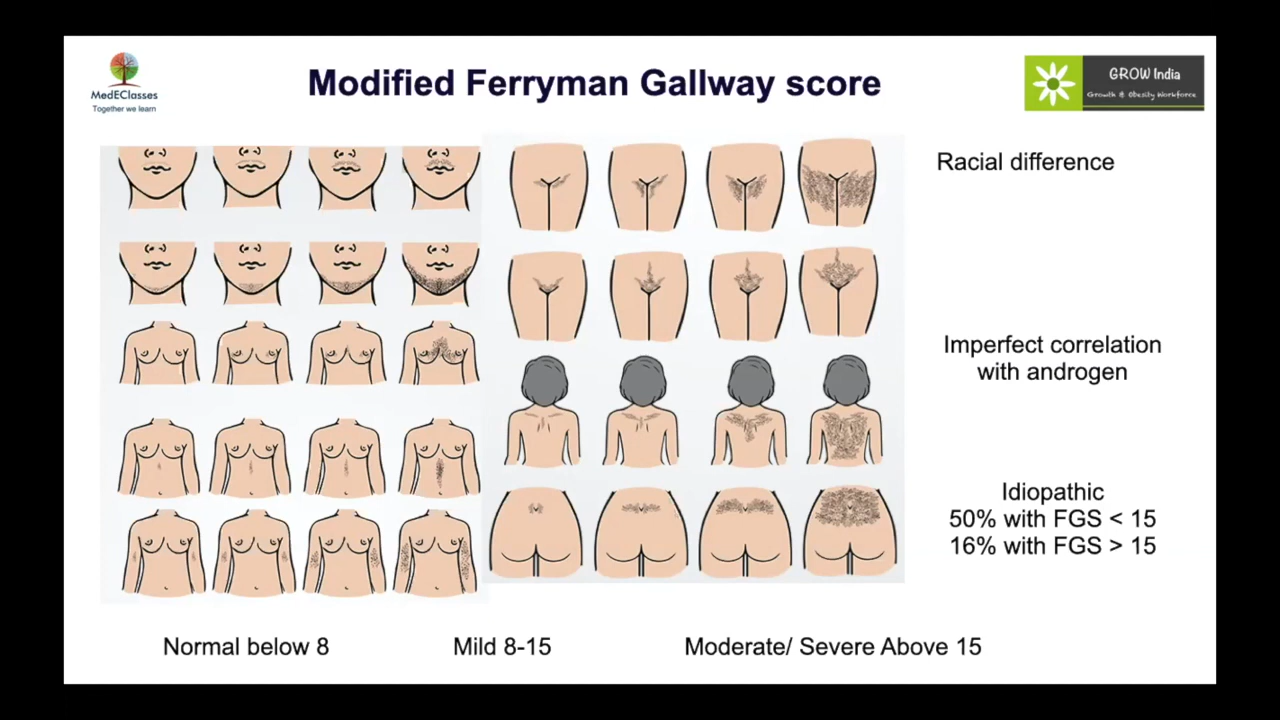 MedEClasses
Together we learn
Modified Ferryman Gallway score
GROW India
Growth & Obesity Workforce
Racial difference
Imperfect correlation
with androgen
Idiopathic
50% with FGS < 15
16% with FGS > 15
Normal below 8
Mild 8-15
Moderate/ Severe Above 15